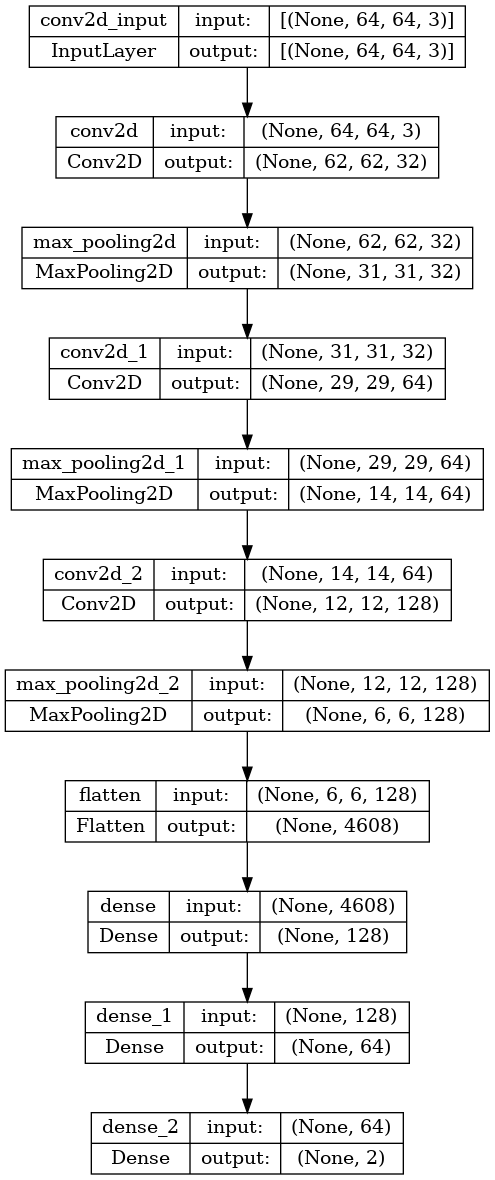 conv2d_input input: [(None, 64, 64, 3)]
InputLayer output: [(None, 64, 64, 3)]
conv2d input: (None, 64, 64, 3)
Conv2D output: (None, 62, 62, 32)
max_pooling2d input: (None, 62, 62, 32)
MaxPooling2D output: (None, 31, 31, 32)
conv2d_1 input: (None, 31, 31, 32)
Conv2D output: (None, 29, 29, 64)
max_pooling2d_1 input: (None, 29, 29, 64)
MaxPooling2D output: (None, 14, 14, 64)
conv2d_2 input: (None, 14, 14, 64)
Conv2D output: (None, 12, 12, 128)
max_pooling2d_2 input: (None, 12, 12, 128)
MaxPooling2D output: (None, 6, 6, 128)
flatten input: (None, 6, 6, 128)
Flatten output: (None, 4608)
dense input: (None, 4608)
Dense output: (None, 128)
dense_1 input: (None, 128)
Dense output: (None, 64)
dense_2 input: (None, 64)
Dense output: (None, 2)